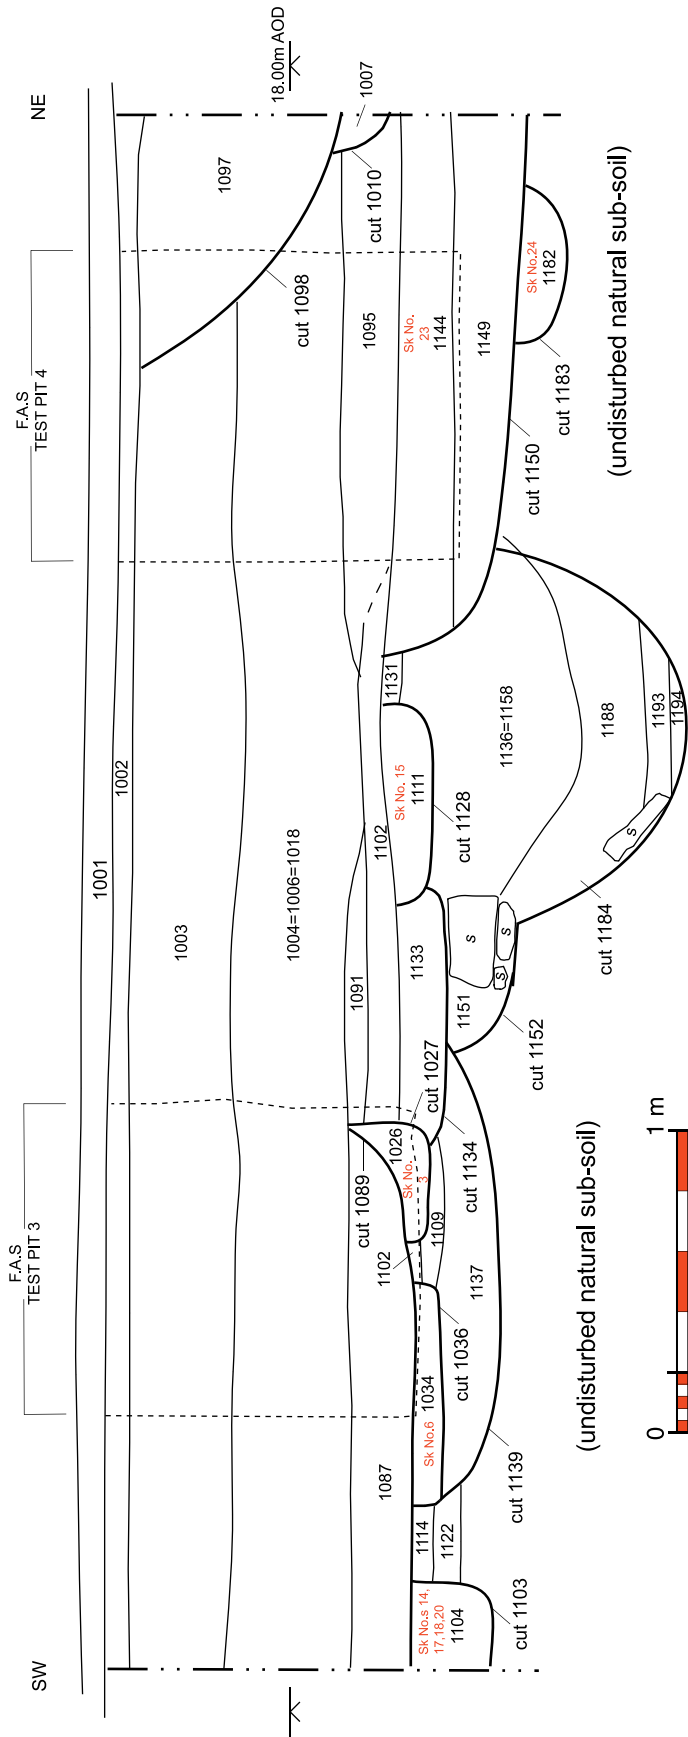 SW
NE
F.A.S
TEST PIT 3
F.A.S
TEST PIT 4
18.00m AOD
1001
1002
1003
1097
1004=1006=1018
cut 1098
1007
cut 1010
1087
cut 1089
1091
1102
1095
1102
1026
Sk No.
3
cut 1027
1133
Sk No. 15
1111
1131
Sk No.
23
1144
Sk No.s 14,
17,18,20
1104
1114
1122
Sk No.6
1034
1109
cut 1036
cut 1134
cut 1128
1137
1151
s
s
s
1136=1158
1149
cut 1103
cut 1139
cut 1152
cut 1150
Sk No.24
1182
cut 1183
1188
s
1193
1194
cut 1184
(undisturbed natural sub-soil)
(undisturbed natural sub-soil)
0
1 m